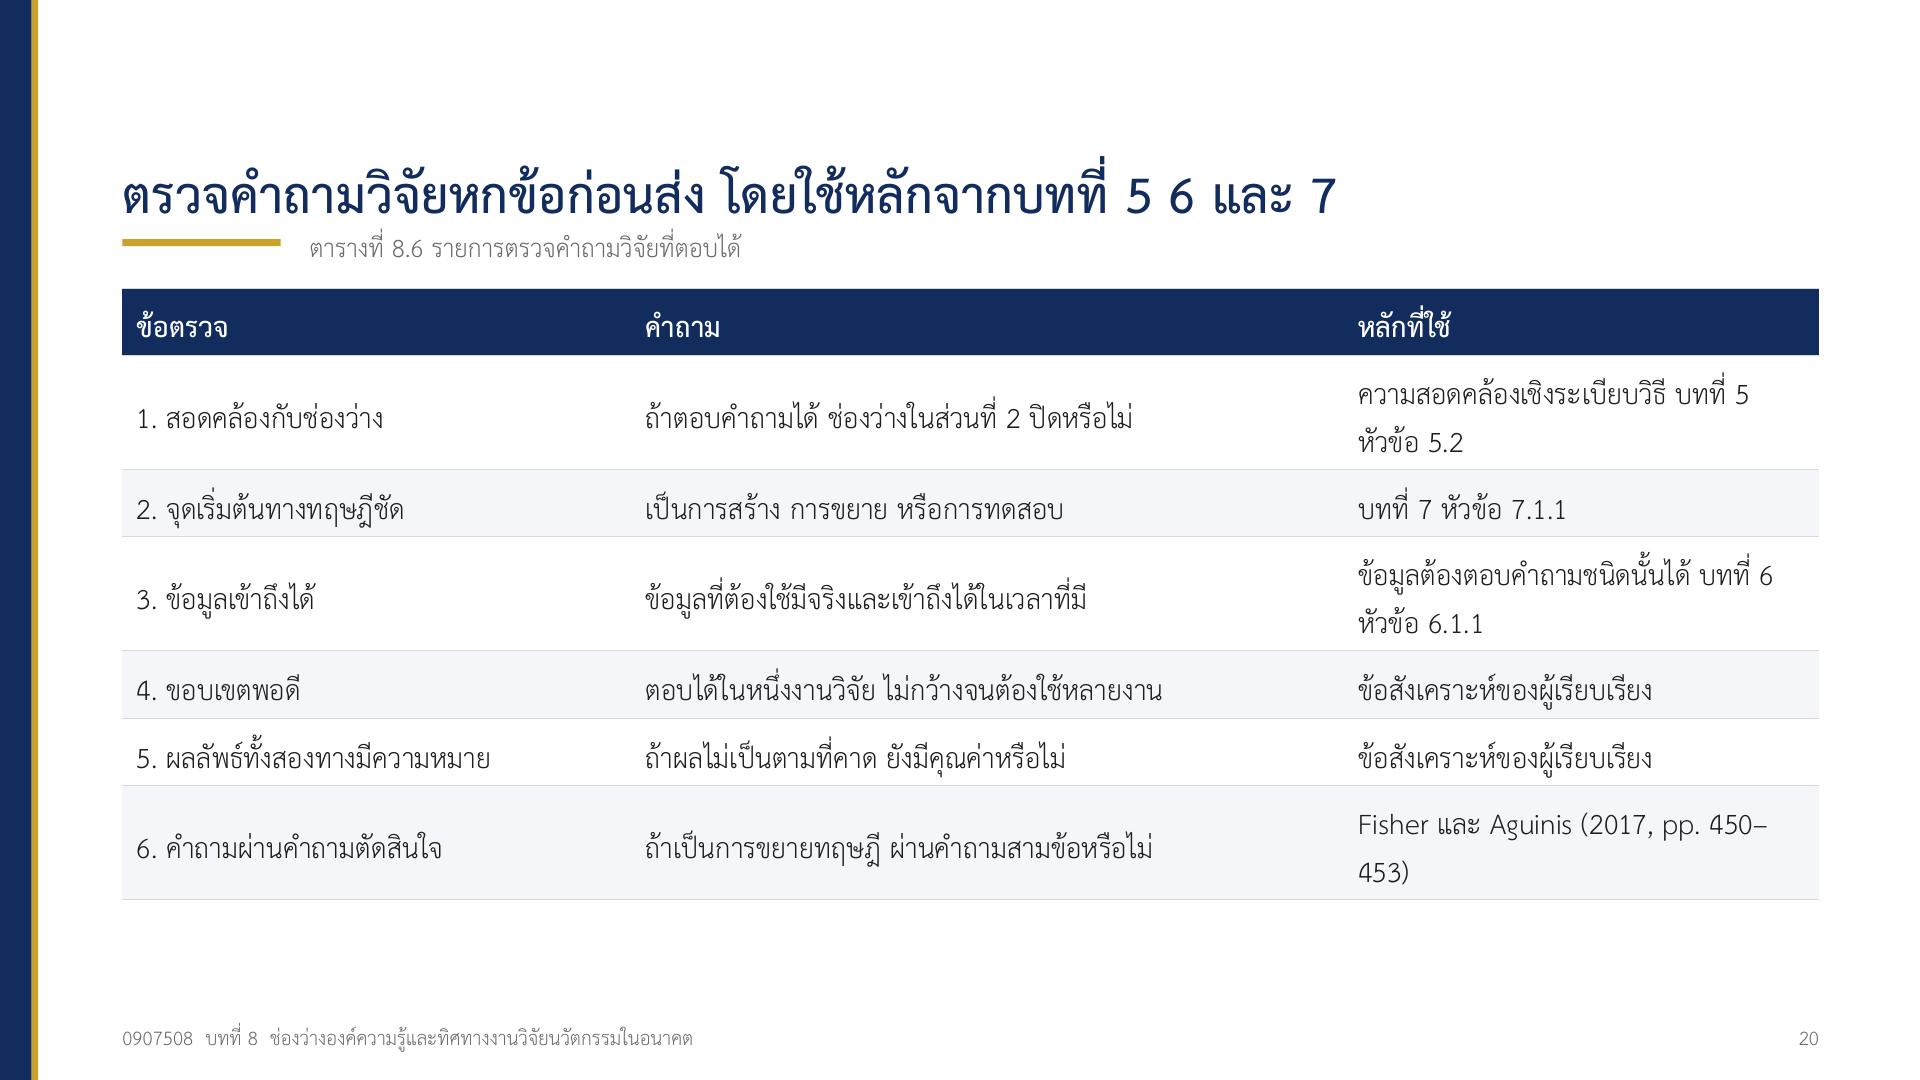 ตรวจคำถามวิจัยหกข้อก่อนส่ง โดยใช้หลักจากบทที่ 5 6 และ 7
ตารางที่ 8.6 รายการตรวจคำถามวิจัยที่ตอบได้
ข้อตรวจ คำถาม หลักที่ใช้
1. สอดคล้องกับช่องว่าง ถ้าตอบคำถามได้ ช่องว่างในส่วนที่ 2 ปิดหรือไม่ ความสอดคล้องเชิงระเบียบวิธี บทที่ 5
หัวข้อ 5.2
2. จุดเริ่มต้นทางทฤษฎีชัด เป็นการสร้าง การขยาย หรือการทดสอบ บทที่ 7 หัวข้อ 7.1.1
3. ข้อมูลเข้าถึงได้ ข้อมูลที่ต้องใช้มีจริงและเข้าถึงได้ในเวลาที่มี ข้อมูลต้องตอบคำถามชนิดนั้นได้ บทที่ 6
หัวข้อ 6.1.1
4. ขอบเขตพอดี ตอบได้ในหนึ่งงานวิจัย ไม่กว้างจนต้องใช้หลายงาน ข้อสังเคราะห์ของผู้เรียบเรียง
5. ผลลัพธ์ทั้งสองทางมีความหมาย ถ้าผลไม่เป็นตามที่คาด ยังมีคุณค่าหรือไม่ ข้อสังเคราะห์ของผู้เรียบเรียง
6. คำถามผ่านคำถามตัดสินใจ ถ้าเป็นการขยายทฤษฎี ผ่านคำถามสามข้อหรือไม่ Fisher และ Aguinis (2017, pp. 450–
453)
0907508 บทที่ 8 ช่องว่างองค์ความรู้และทิศทางงานวิจัยนวัตกรรมในอนาคต 20